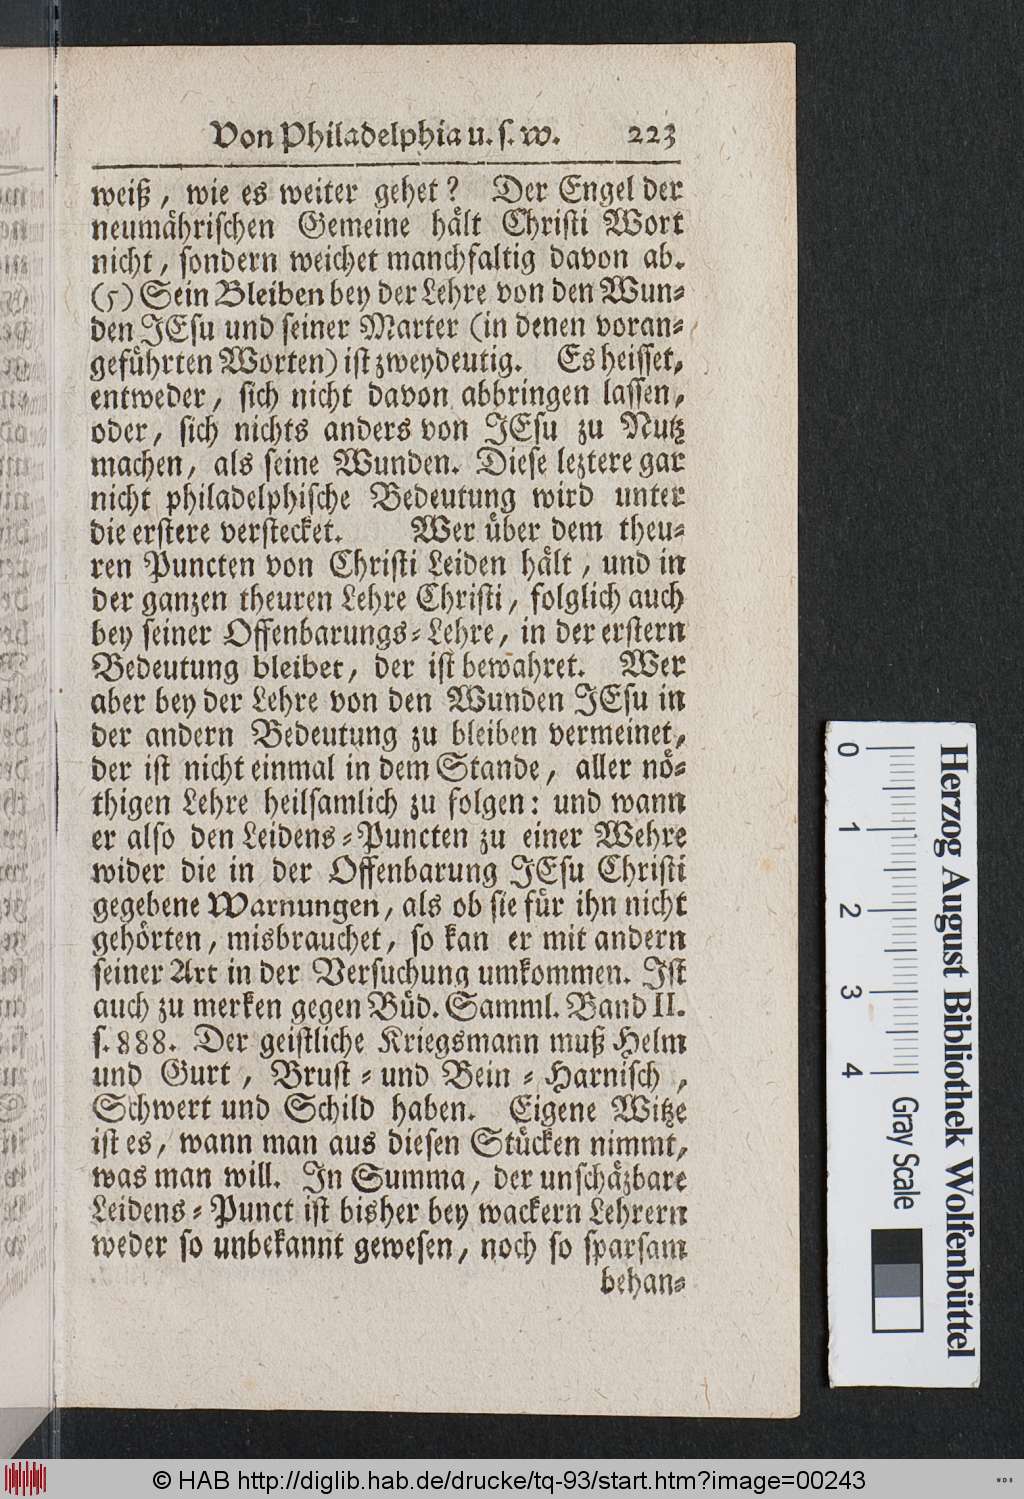 Von Philadelphia u. s. w. 223
weiß, wie es weiter gehet? Der Engel der
neumährischen Gemeine hält Christi Wort
nicht, sondern weichet manchfaltig davon ab.
(5) Sein Bleiben bey der Lehre von den Wun-
den JEsu und seiner Marter (in denen voran-
geführten Worten) ist zweydeutig. Es heisset,
entweder, sich nicht davon abbringen lassen,
oder, sich nichts anders von JEsu zu Nutz
machen, als seine Wunden. Diese leztere gar
nicht philadelphische Bedeutung wird unter
die erstere verstecket. Wer über dem theu-
ren Puncten von Christi Leiden hält, und in
der ganzen theuren Lehre Christi, folglich auch
bey seiner Offenbarungs-Lehre, in der erstern
Bedeutung bleibet, der ist bewahret. Wer
aber bey der Lehre von den Wunden JEsu in
der andern Bedeutung zu bleiben vermeinet,
der ist nicht einmal in dem Stande, aller nö-
thigen Lehre heilsamlich zu folgen: und wann
er also den Leidens-Puncten zu einer Wehre
wider die in der Offenbarung JEsu Christi
gegebene Warnungen, als ob sie für ihn nicht
gehörten, misbrauchet, so kan er mit andern
seiner Art in der Versuchung umkommen. Ist
auch zu merken gegen Büd. Samml. Band II.
s. 888. Der geistliche Kriegsmann muß Helm
und Gurt, Brust- und Bein-Harnisch,
Schwert und Schild haben. Eigene Witze
ist es, wann man aus diesen Stücken nimmt,
was man will. In Summa, der unschäzbare
Leidens-Punct ist bisher bey wackern Lehrern
weder so unbekannt gewesen, noch so sparsam
behan-
Herzog August Bibliothek Wolfenbüttel
0 1 2 3 4
Gray Scale
© HAB http://diglib.hab.de/drucke/tq-93/start.htm?image=00243